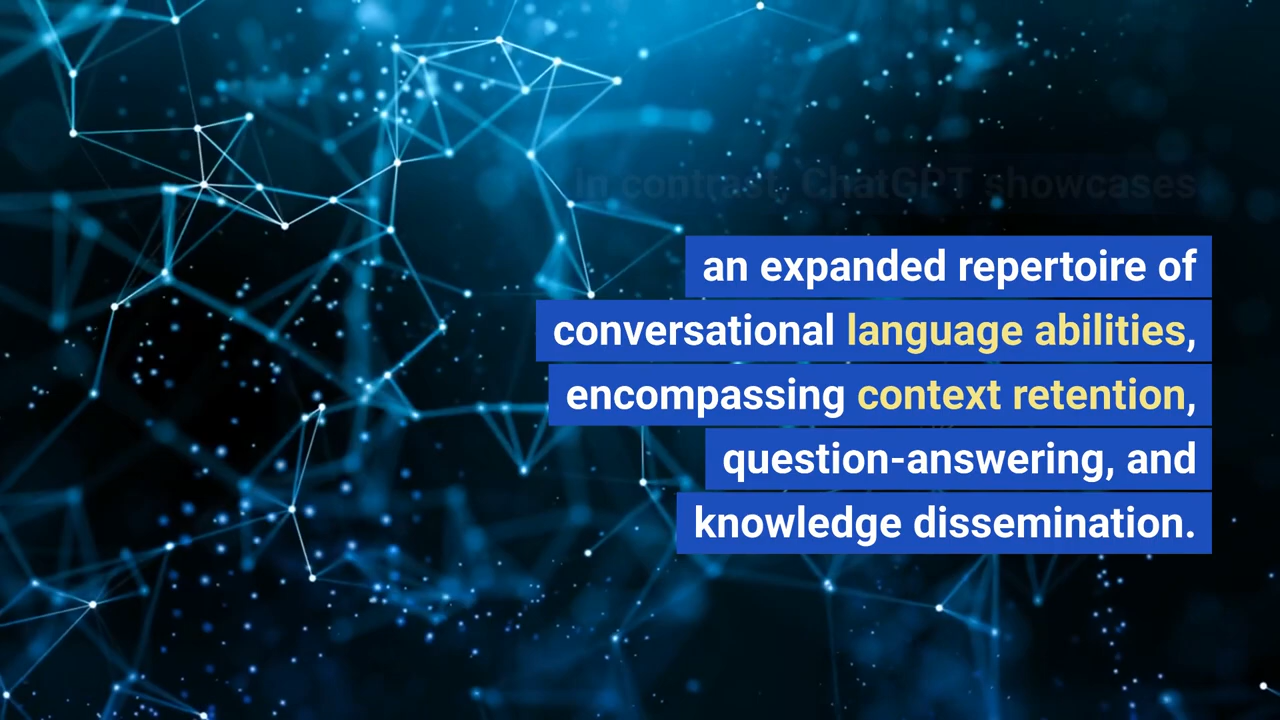 In contrast, ChatGPT showcases
an expanded repertoire of
conversational language abilities,
encompassing context retention,
question-answering, and
knowledge dissemination.